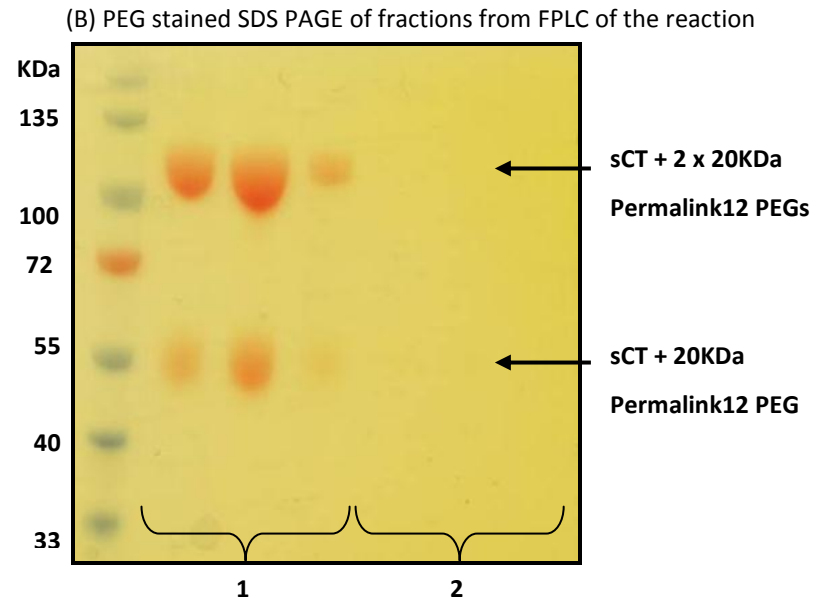 (B) PEG stained SDS PAGE of fractions from FPLC of the reaction
KDa
135
100
72
55
40
33
sCT + 2 x 20KDa
Permalink12 PEGs
sCT + 20KDa
Permalink12 PEG
1
2